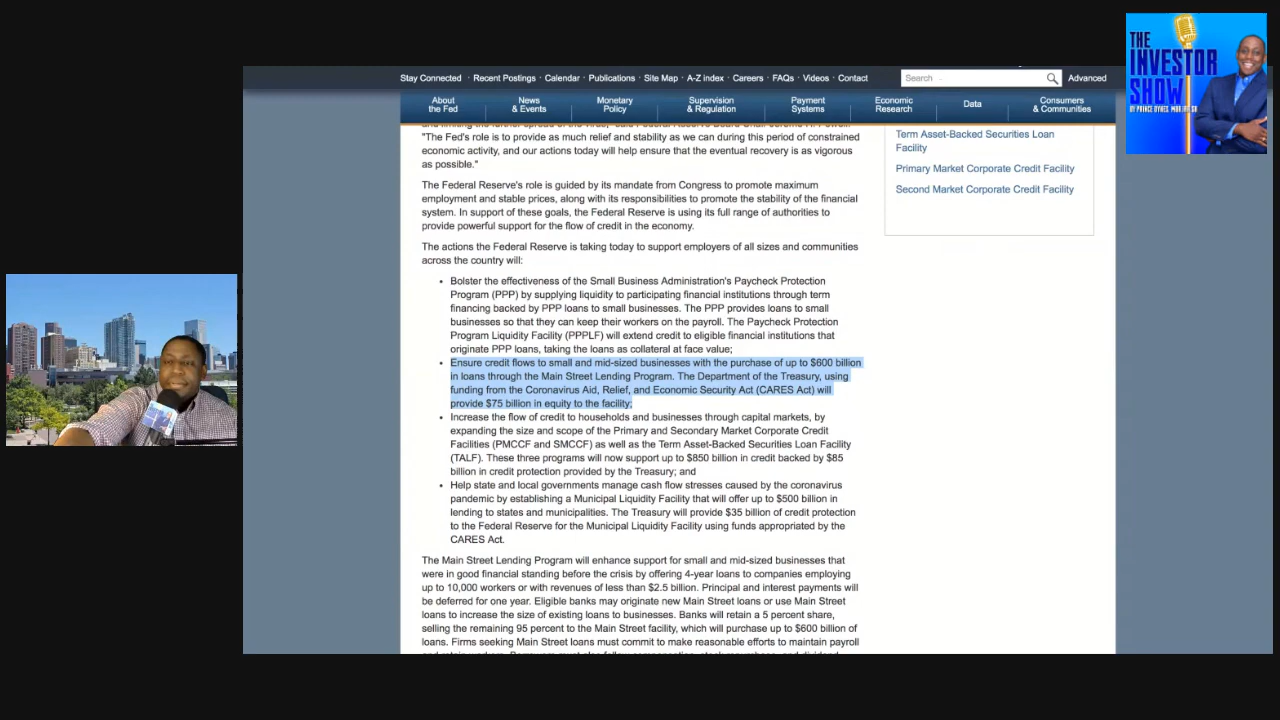 Stay Connected · Recent Postings · Calendar · Publications · Site Map · A-Z index · Careers · FAQs · Videos · Contact
Search
Advanced
About
the Fed
News
& Events
Monetary
Policy
Supervision
& Regulation
Payment
Systems
Economic
Research
Data
Consumers
& Communities
THE
INVESTOR
SHOW
BY PRINCE DYKES
"The Fed's role is to provide as much relief and stability as we can during this period of constrained
economic activity, and our actions today will help ensure that the eventual recovery is as vigorous
as possible."
The Federal Reserve's role is guided by its mandate from Congress to promote maximum
employment and stable prices, along with its responsibilities to promote the stability of the financial
system. In support of these goals, the Federal Reserve is using its full range of authorities to
provide powerful support for the flow of credit in the economy.
The actions the Federal Reserve is taking today to support employers of all sizes and communities
across the country will:
• Bolster the effectiveness of the Small Business Administration's Paycheck Protection
Program (PPP) by supplying liquidity to participating financial institutions through term
financing backed by PPP loans to small businesses. The PPP provides loans to small
businesses so that they can keep their workers on the payroll. The Paycheck Protection
Program Liquidity Facility (PPPLF) will extend credit to eligible financial institutions that
originate PPP loans, taking the loans as collateral at face value;
• Ensure credit flows to small and mid-sized businesses with the purchase of up to $600 billion
in loans through the Main Street Lending Program. The Department of the Treasury, using
funding from the Coronavirus Aid, Relief, and Economic Security Act (CARES Act) will
provide $75 billion in equity to the facility;
• Increase the flow of credit to households and businesses through capital markets, by
expanding the size and scope of the Primary and Secondary Market Corporate Credit
Facilities (PMCCF and SMCCF) as well as the Term Asset-Backed Securities Loan Facility
(TALF). These three programs will now support up to $850 billion in credit backed by $85
billion in credit protection provided by the Treasury; and
• Help state and local governments manage cash flow stresses caused by the coronavirus
pandemic by establishing a Municipal Liquidity Facility that will offer up to $500 billion in
lending to states and municipalities. The Treasury will provide $35 billion of credit protection
to the Federal Reserve for the Municipal Liquidity Facility using funds appropriated by the
CARES Act.
The Main Street Lending Program will enhance support for small and mid-sized businesses that
were in good financial standing before the crisis by offering 4-year loans to companies employing
up to 10,000 workers or with revenues of less than $2.5 billion. Principal and interest payments will
be deferred for one year. Eligible banks may originate new Main Street loans or use Main Street
loans to increase the size of existing loans to businesses. Banks will retain a 5 percent share,
selling the remaining 95 percent to the Main Street facility, which will purchase up to $600 billion of
loans. Firms seeking Main Street loans must commit to make reasonable efforts to maintain payroll
Term Asset-Backed Securities Loan
Facility
Primary Market Corporate Credit Facility
Second Market Corporate Credit Facility